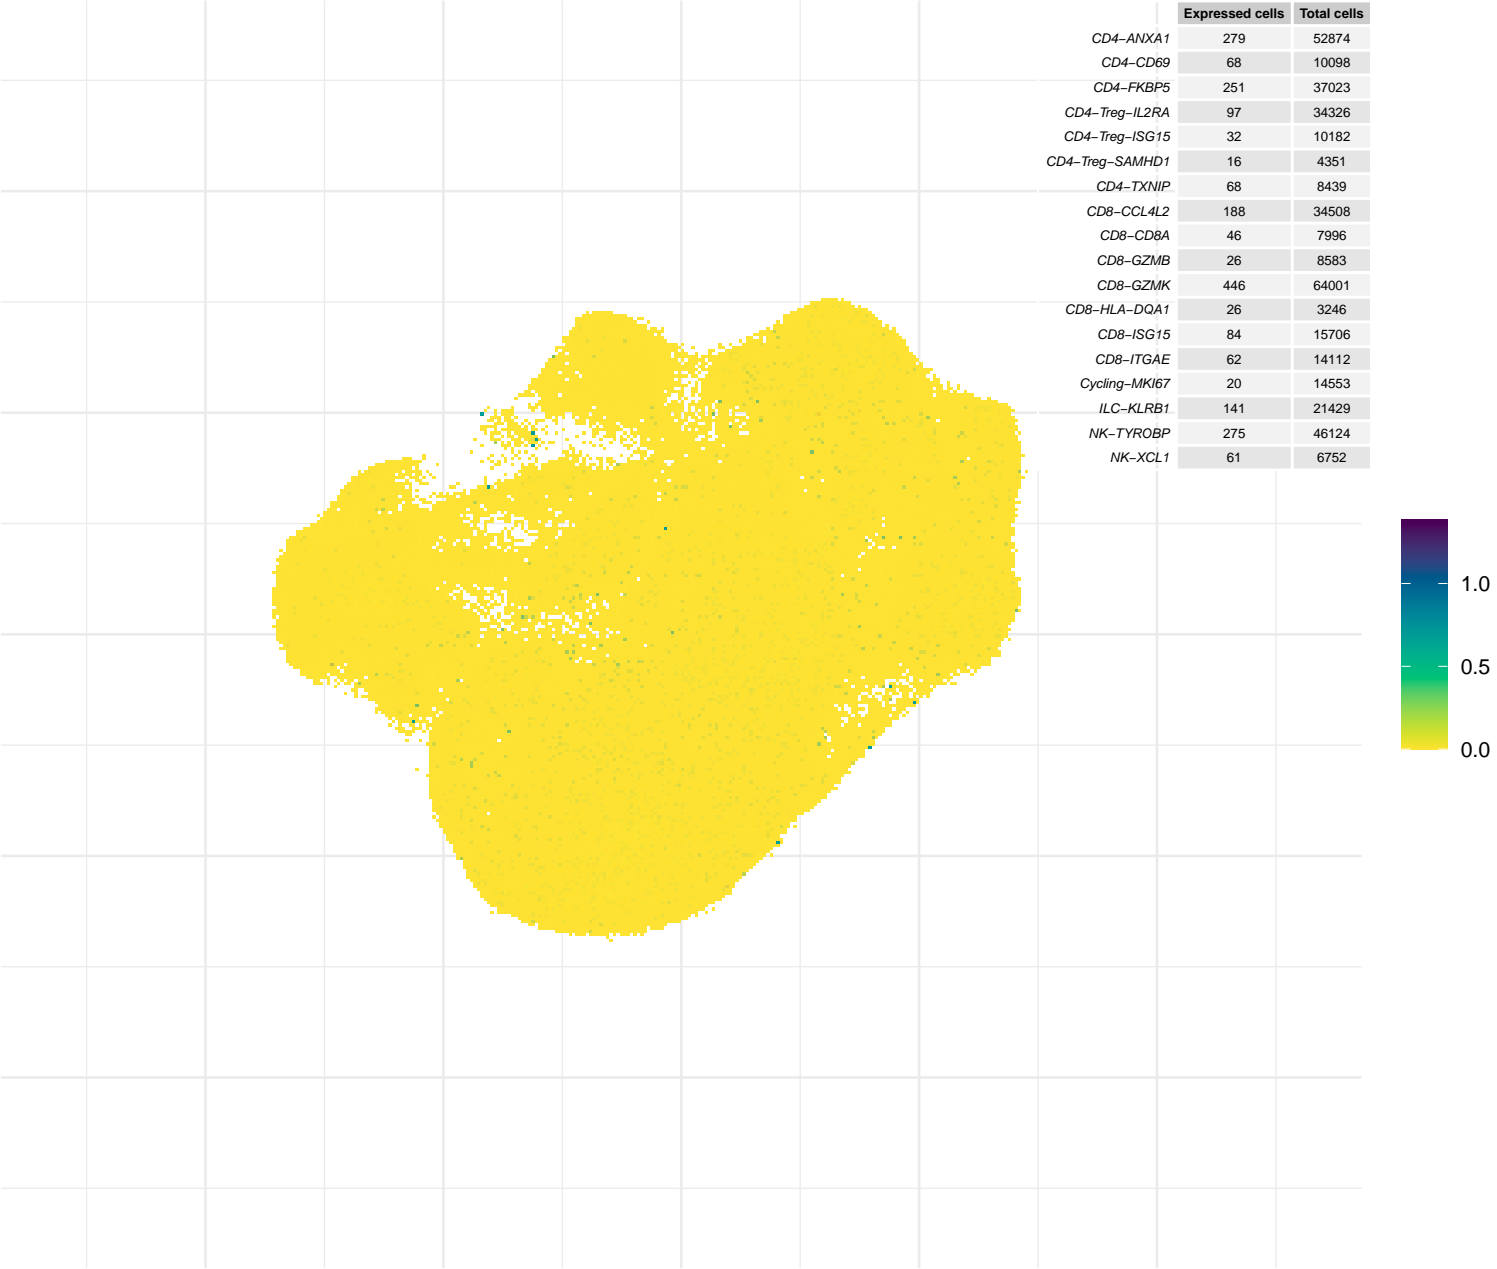 Expressed cells Total cells
CD4−ANXA1 279 52874
CD4−CD69 68 10098
CD4−FKBP5 251 37023
CD4−Treg−IL2RA 97 34326
CD4−Treg−ISG15 32 10182
CD4−Treg−SAMHD1 16 4351
CD4−TXNIP 68 8439
CD8−CCL4L2 188 34508
CD8−CD8A 46 7996
CD8−GZMB 26 8583
CD8−GZMK 446 64001
CD8−HLA−DQA1 26 3246
CD8−ISG15 84 15706
CD8−ITGAE 62 14112
Cycling−MKI67 20 14553
ILC−KLRB1 141 21429
NK−TYROBP 275 46124
NK−XCL1 61 6752
1.0
0.5
0.0